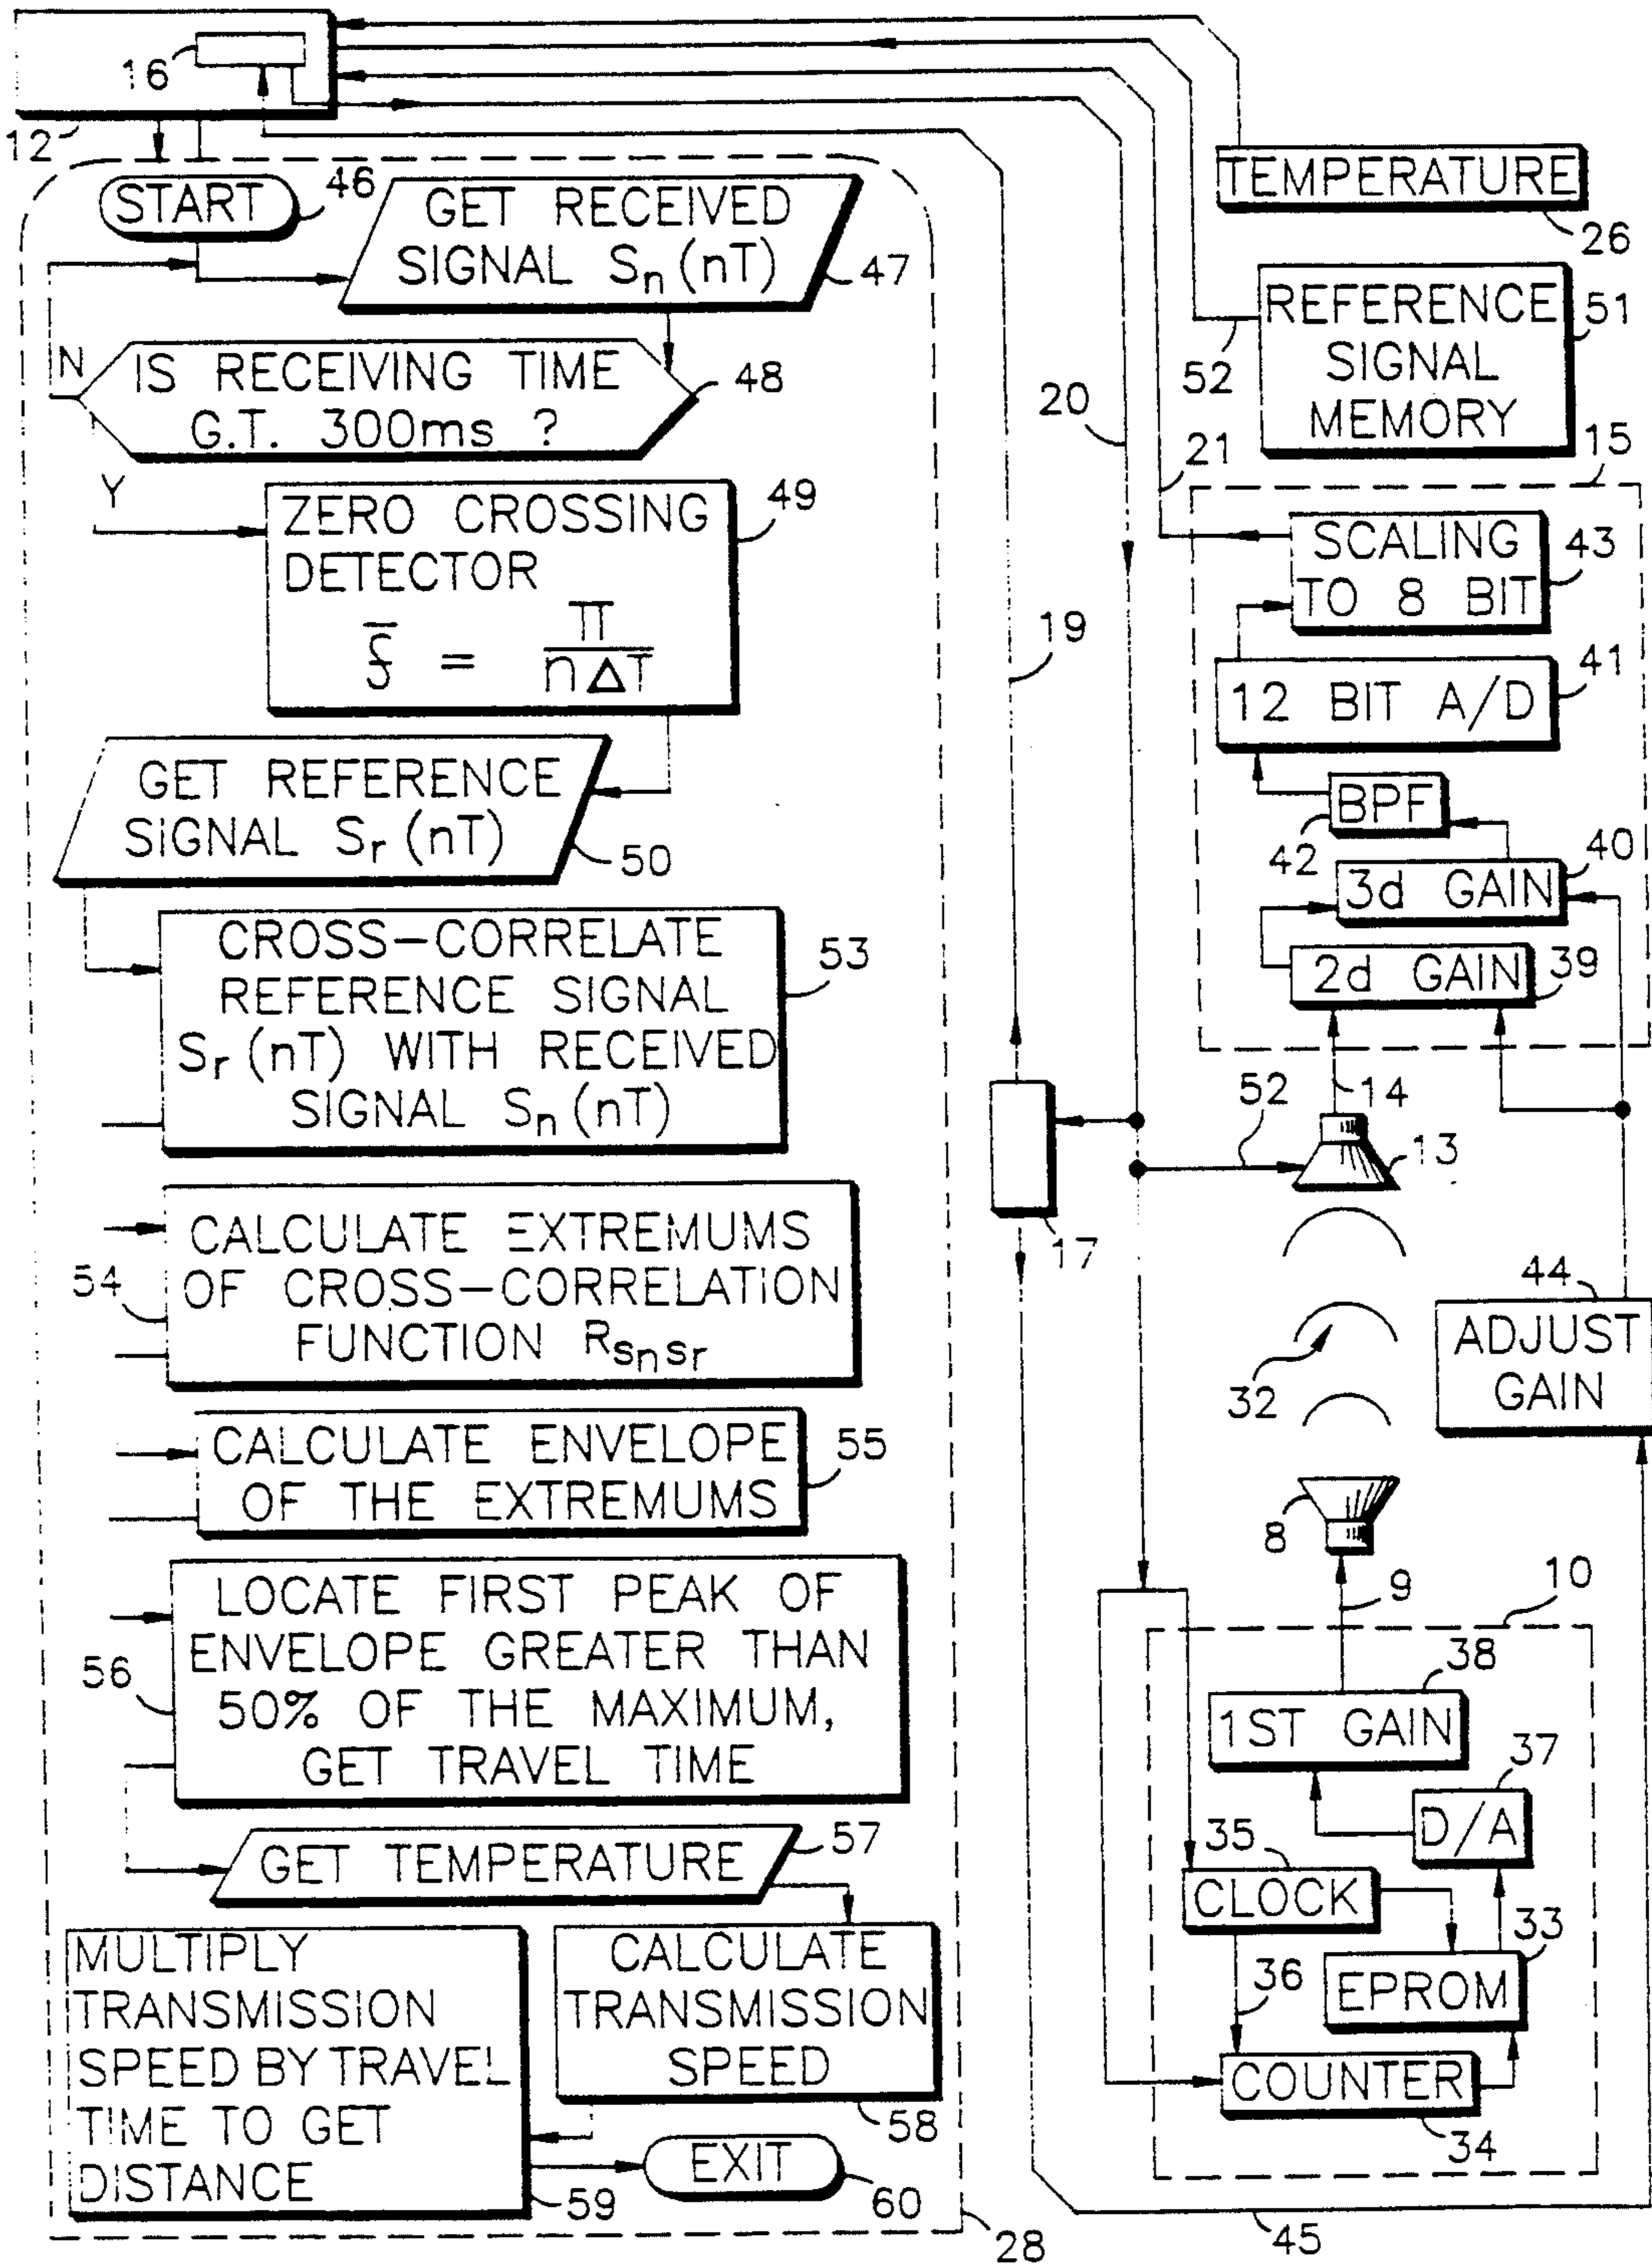 16
12
START
46
GET RECEIVED
SIGNAL Sn (nT)
47
N
IS RECEIVING TIME
G.T. 300ms ?
48
Y
ZERO CROSSING
DETECTOR
f̄ = π / nΔT
49
GET REFERENCE
SIGNAL Sr (nT)
50
CROSS-CORRELATE
REFERENCE SIGNAL
Sr (nT) WITH RECEIVED
SIGNAL Sn (nT)
53
CALCULATE EXTREMUMS
OF CROSS-CORRELATION
FUNCTION Rsnsr
54
CALCULATE ENVELOPE
OF THE EXTREMUMS
55
LOCATE FIRST PEAK OF
ENVELOPE GREATER THAN
50% OF THE MAXIMUM,
GET TRAVEL TIME
56
GET TEMPERATURE
57
CALCULATE
TRANSMISSION
SPEED
58
MULTIPLY
TRANSMISSION
SPEED BY TRAVEL
TIME TO GET
DISTANCE
59
EXIT
60
28
TEMPERATURE
26
REFERENCE
SIGNAL
MEMORY
51
52
20
21
19
15
SCALING
TO 8 BIT
43
12 BIT A/D
41
BPF
42
3d GAIN
40
2d GAIN
39
14
52
13
17
32
44
ADJUST
GAIN
8
9
10
1ST GAIN
38
D/A
37
35
CLOCK
36
EPROM
33
COUNTER
34
45